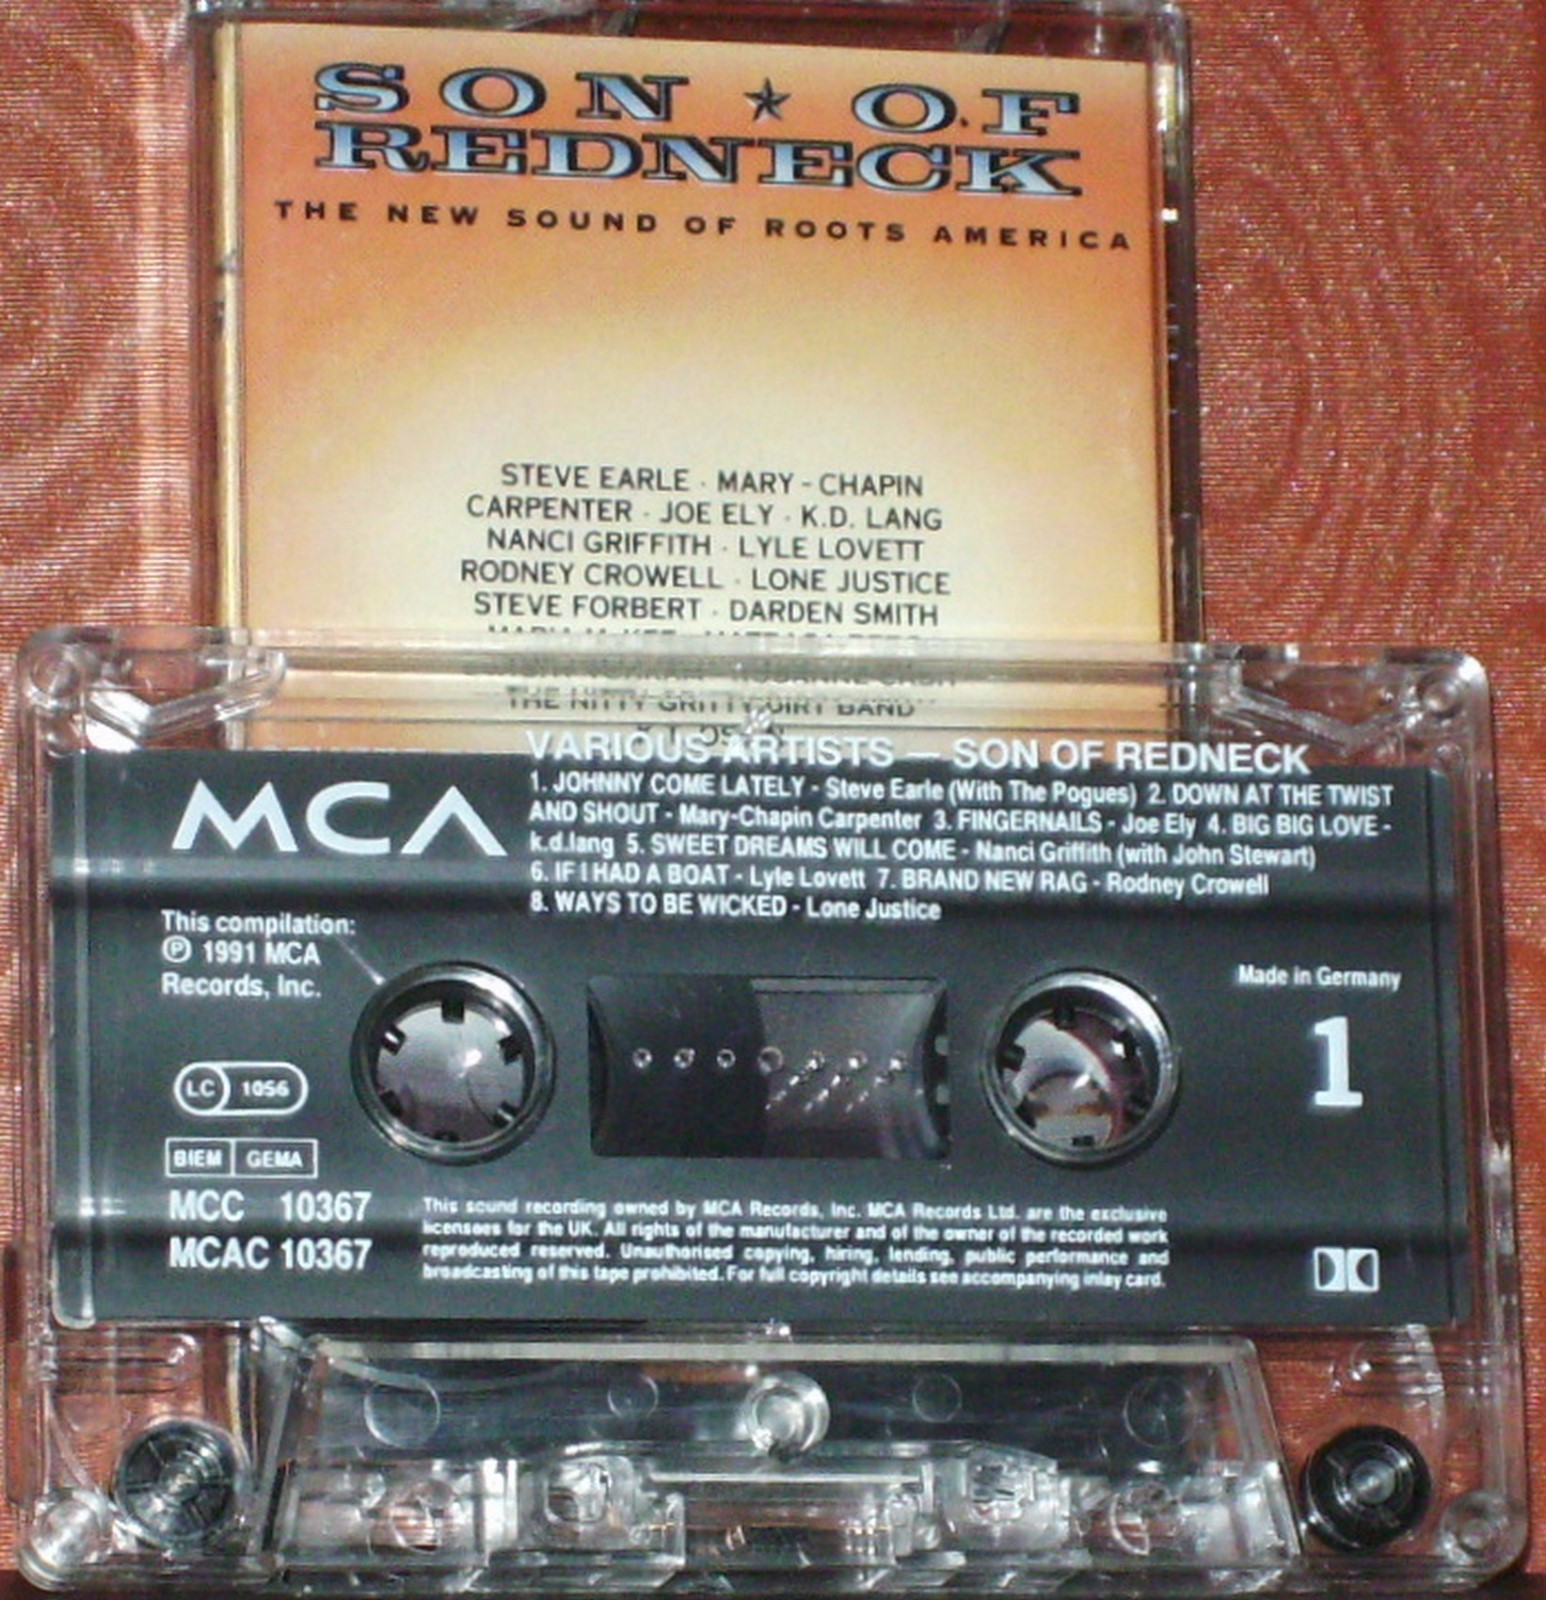 SON ★ OF
REDNECK
THE NEW SOUND OF ROOTS AMERICA
STEVE EARLE · MARY - CHAPIN
CARPENTER · JOE ELY · K.D. LANG
NANCI GRIFFITH · LYLE LOVETT
RODNEY CROWELL · LONE JUSTICE
STEVE FORBERT · DARDEN SMITH
THE NITTY GRITTY DIRT BAND
VARIOUS ARTISTS — SON OF REDNECK
MCA
1. JOHNNY COME LATELY - Steve Earle (With The Pogues) 2. DOWN AT THE TWIST
AND SHOUT - Mary-Chapin Carpenter 3. FINGERNAILS - Joe Ely 4. BIG BIG LOVE -
k.d.lang 5. SWEET DREAMS WILL COME - Nanci Griffith (with John Stewart)
6. IF I HAD A BOAT - Lyle Lovett 7. BRAND NEW RAG - Rodney Crowell
8. WAYS TO BE WICKED - Lone Justice
This compilation:
Ⓟ 1991 MCA
Records, Inc.
Made in Germany
1
LC 1056
BIEM GEMA
MCC 10367
MCAC 10367
This sound recording owned by MCA Records, Inc. MCA Records Ltd. are the exclusive
licensees for the UK. All rights of the manufacturer and of the owner of the recorded work
reproduced reserved. Unauthorised copying, hiring, lending, public performance and
broadcasting of this tape prohibited. For full copyright details see accompanying inlay card.